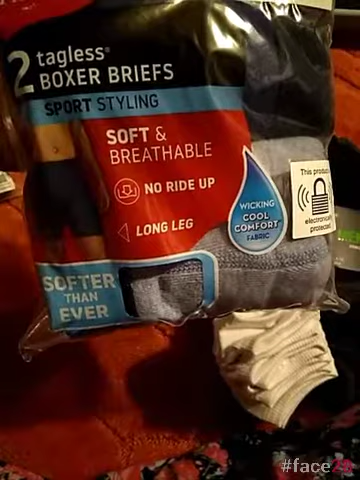 2 tagless®
BOXER BRIEFS
SPORT STYLING
SOFT &
BREATHABLE
NO RIDE UP
LONG LEG
WICKING
COOL
COMFORT
FABRIC
This product
electronically
protected
SOFTER
THAN
EVER